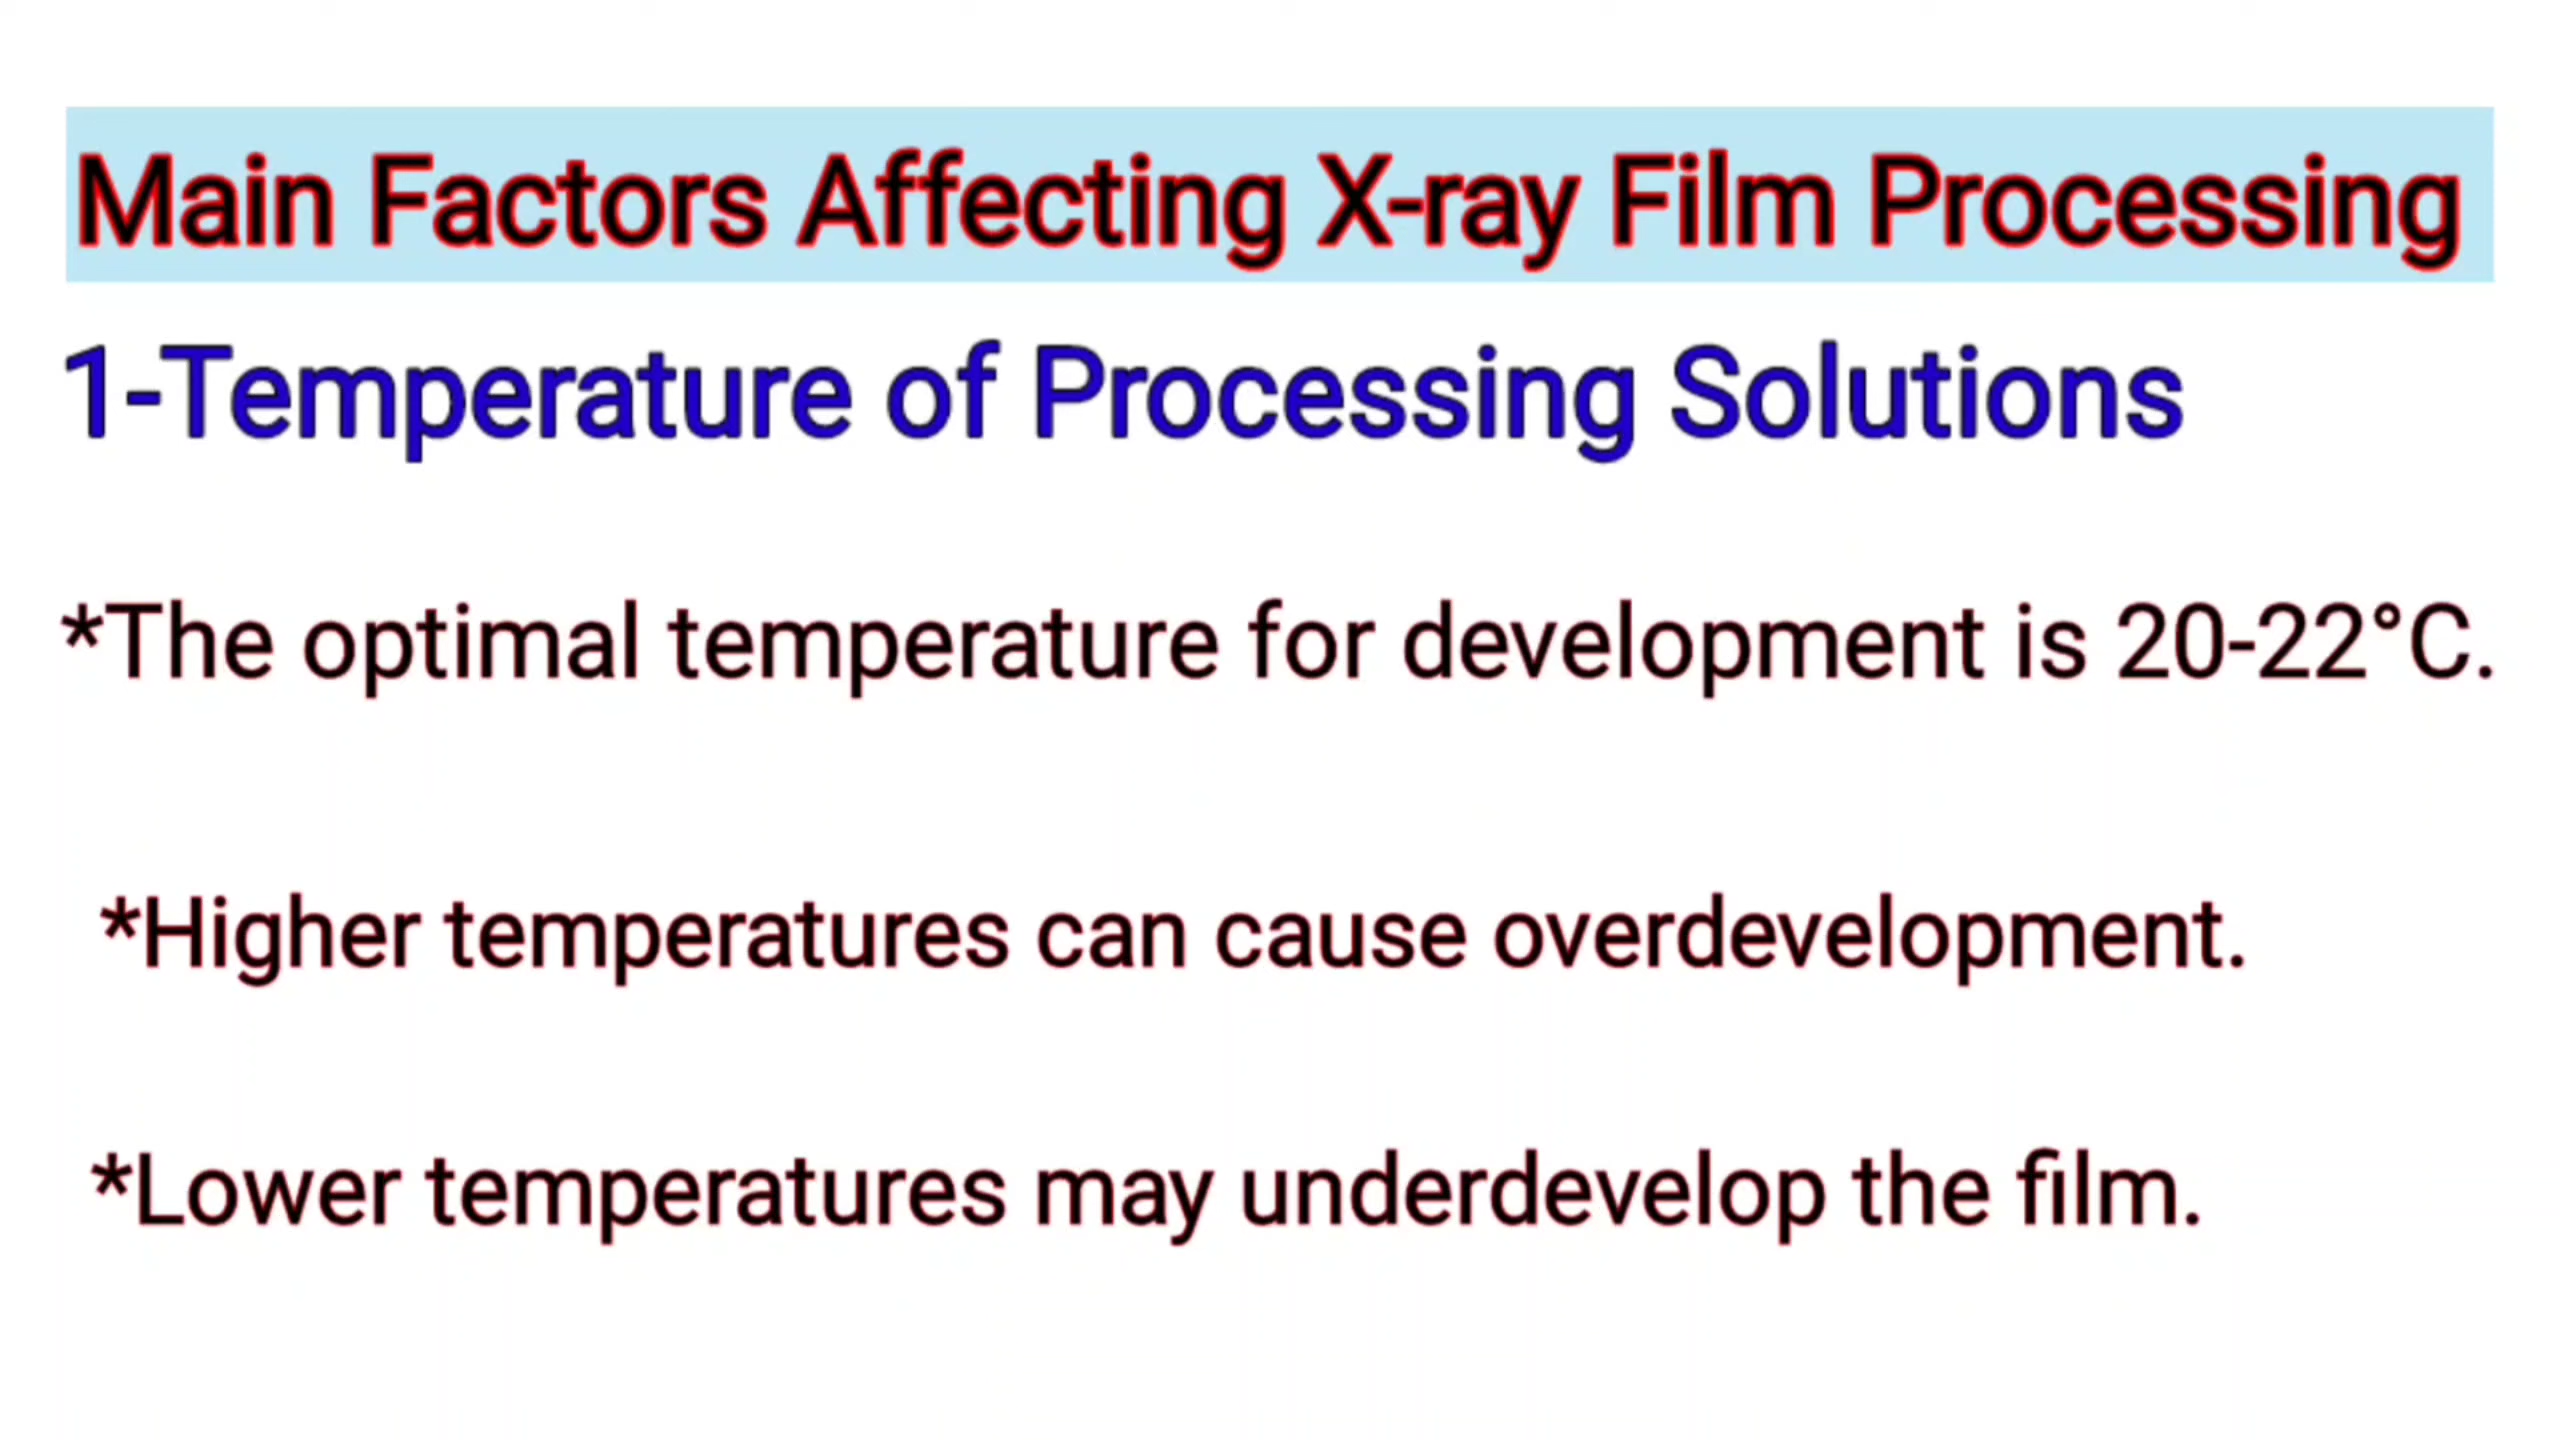 Main Factors Affecting X-ray Film Processing
1-Temperature of Processing Solutions
*The optimal temperature for development is 20-22°C.
*Higher temperatures can cause overdevelopment.
*Lower temperatures may underdevelop the film.